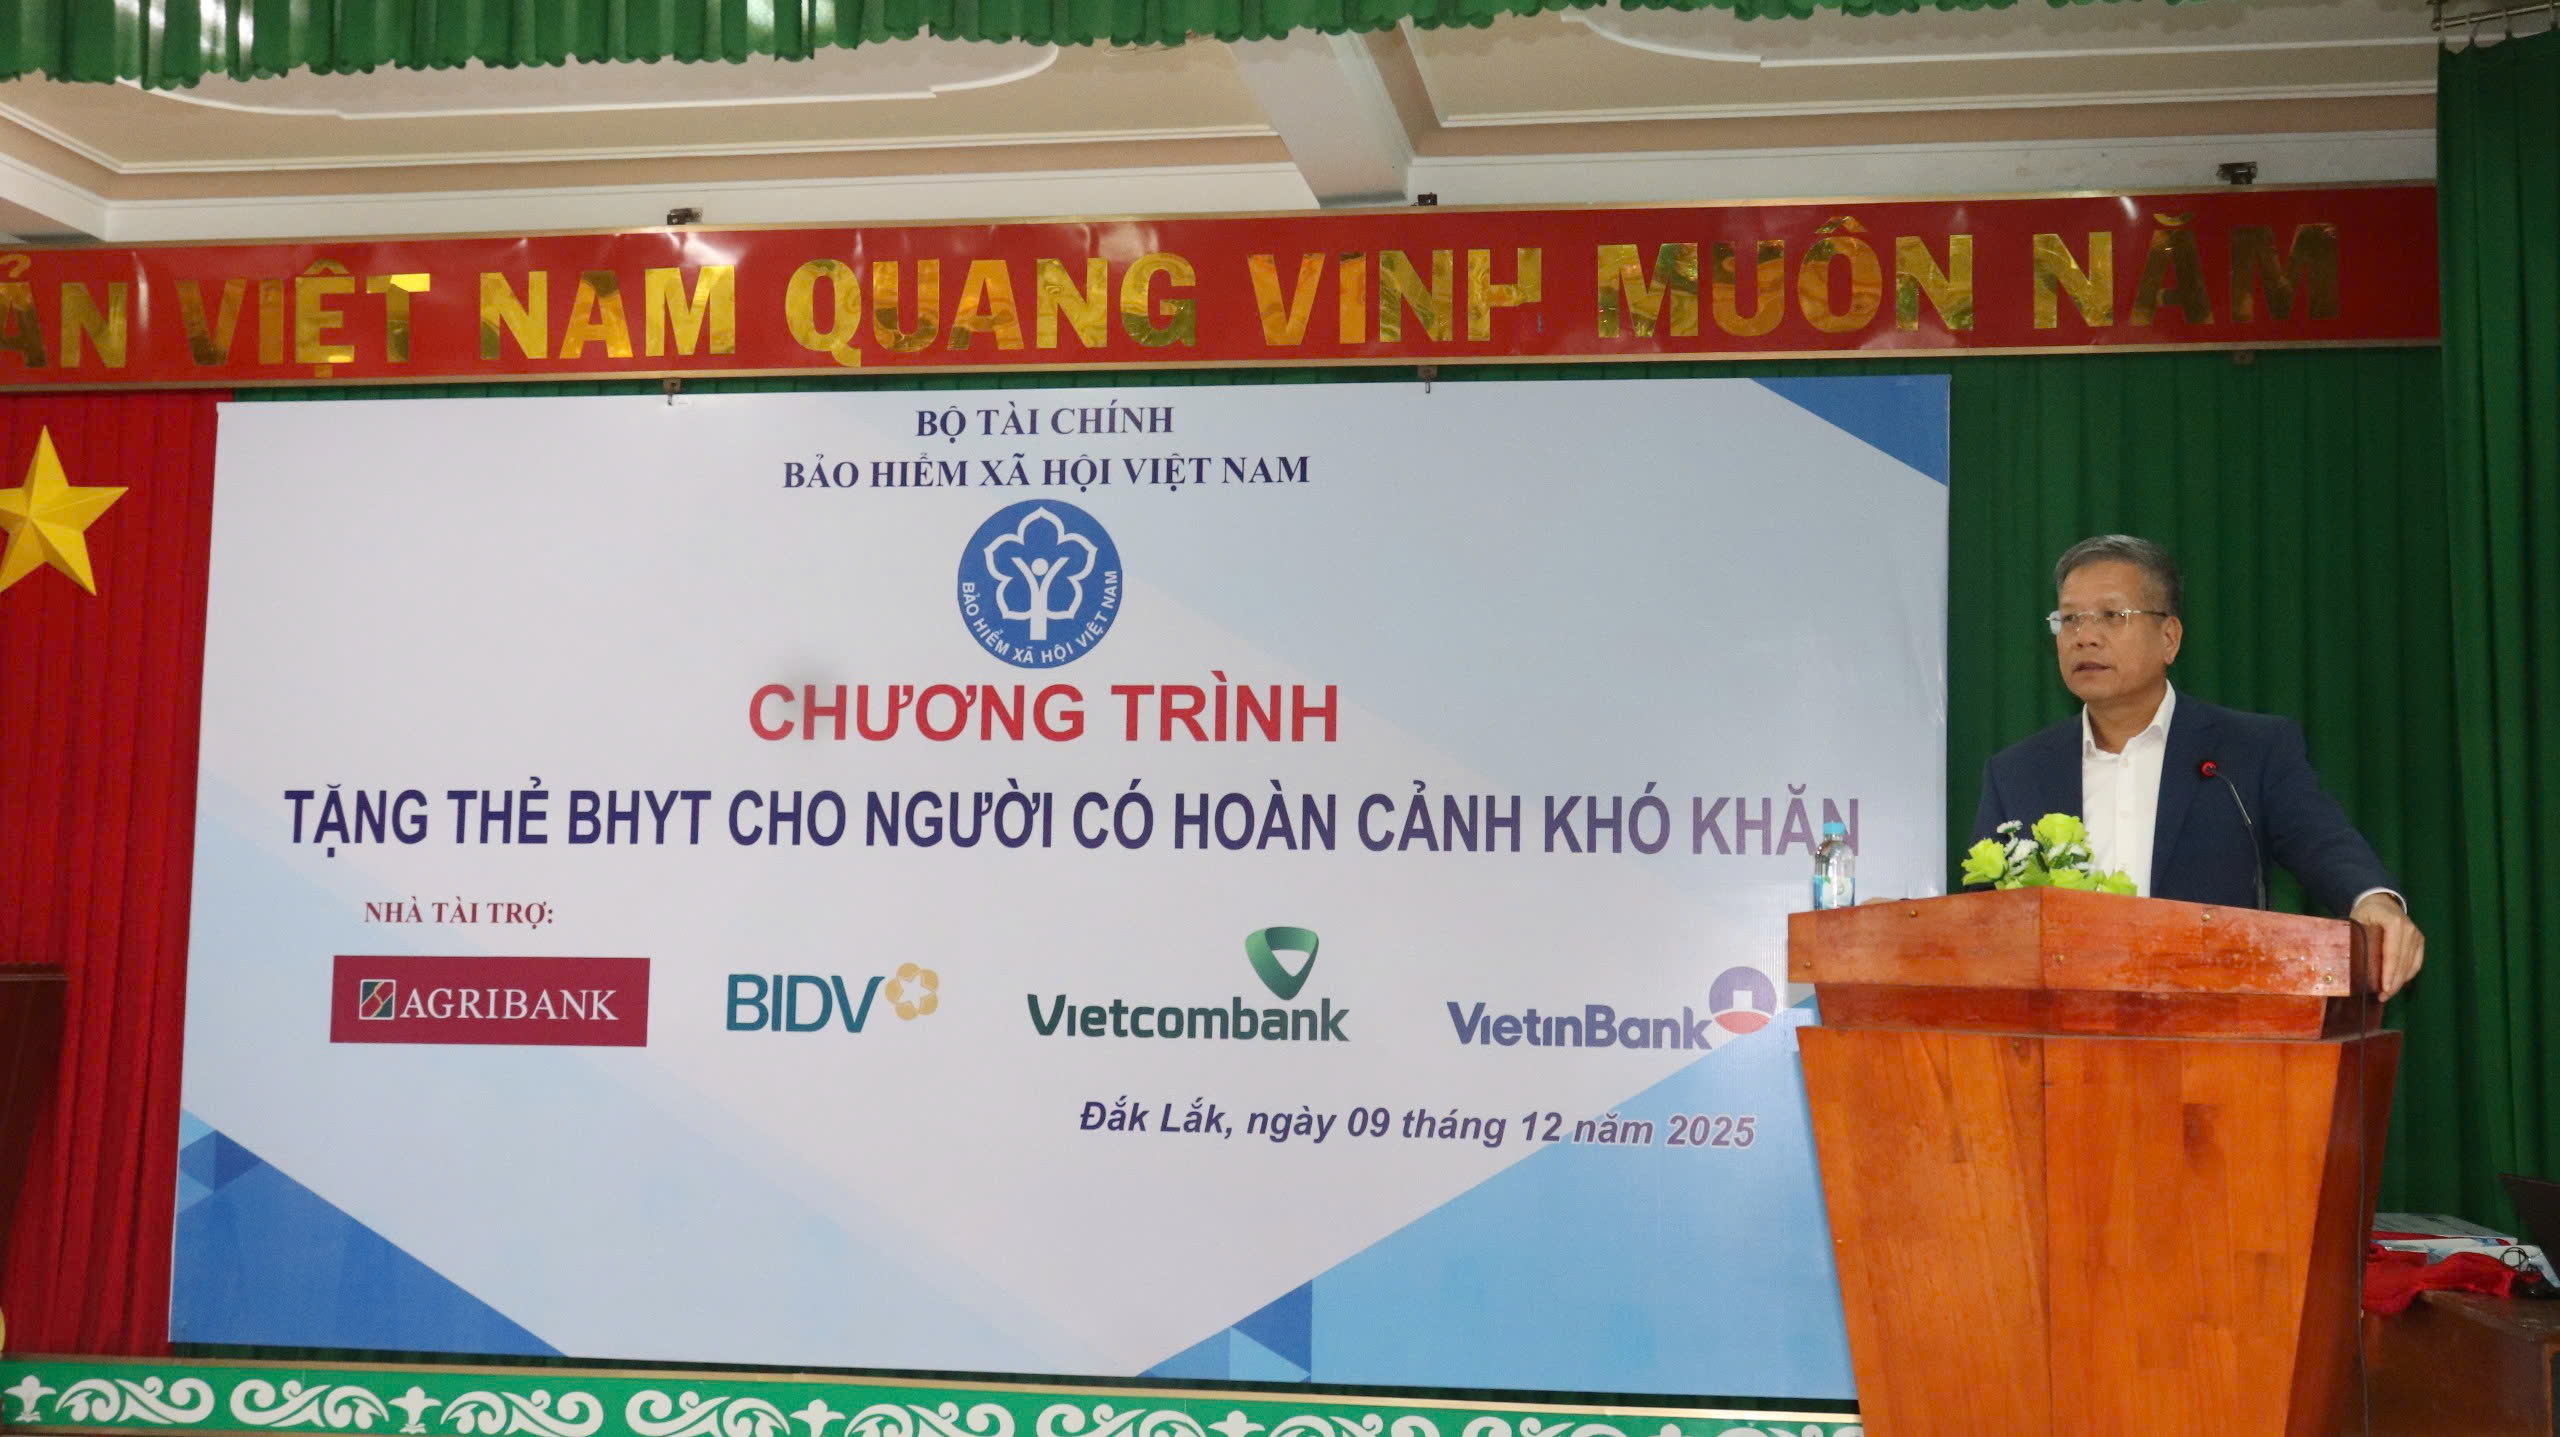 ẢN VIỆT NAM QUANG VINH MUÔN NĂM
BỘ TÀI CHÍNH
BẢO HIỂM XÃ HỘI VIỆT NAM
BẢO HIỂM XÃ HỘI VIỆT NAM
CHƯƠNG TRÌNH
TẶNG THẺ BHYT CHO NGƯỜI CÓ HOÀN CẢNH KHÓ KHĂN
NHÀ TÀI TRỢ:
AGRIBANK BIDV Vietcombank VietinBank
Đắk Lắk, ngày 09 tháng 12 năm 2025